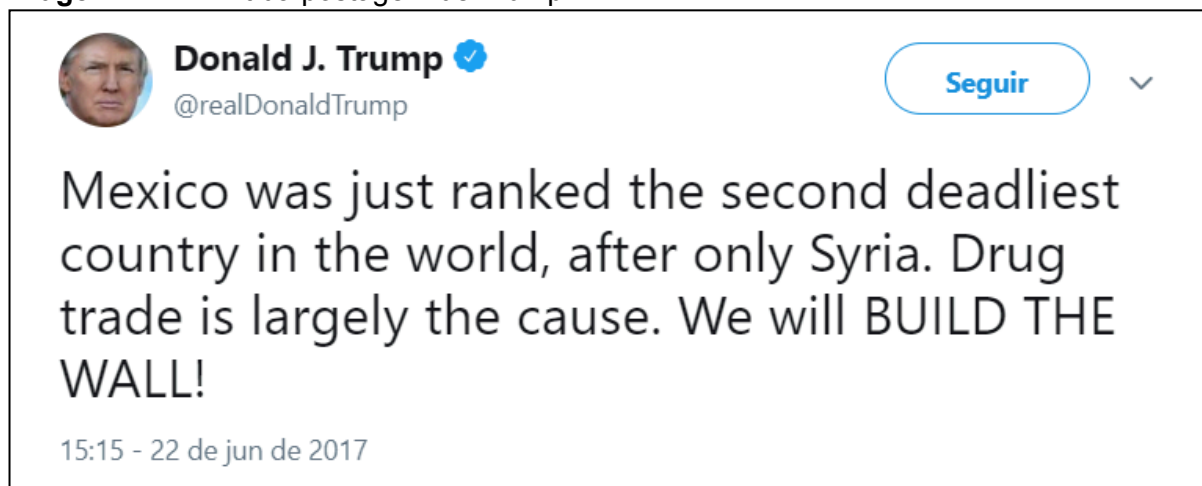 Donald J. Trump
@realDonaldTrump
Seguir
Mexico was just ranked the second deadliest
country in the world, after only Syria. Drug
trade is largely the cause. We will BUILD THE
WALL!
15:15 - 22 de jun de 2017